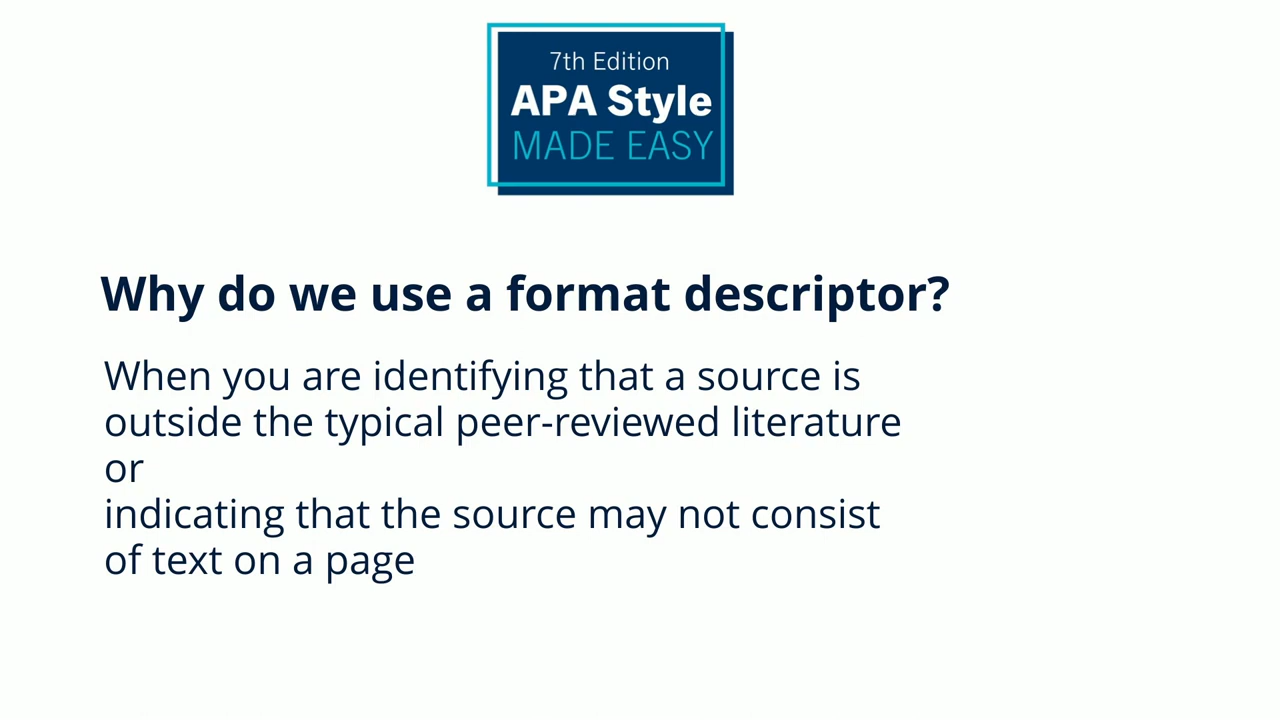 7th Edition
APA Style
MADE EASY
Why do we use a format descriptor?
When you are identifying that a source is
outside the typical peer-reviewed literature
or
indicating that the source may not consist
of text on a page